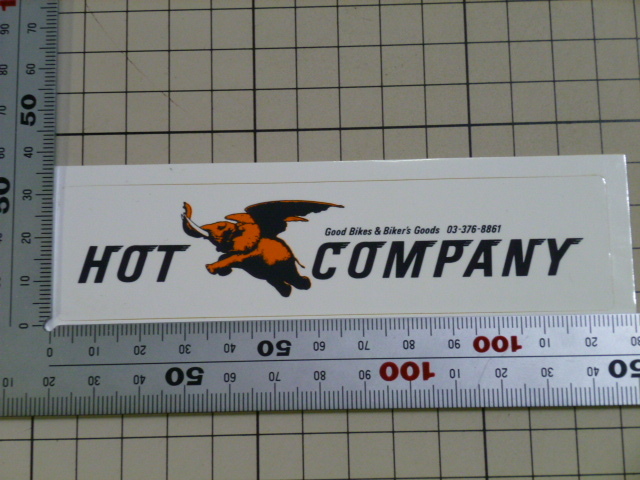 Good Bikes & Biker's Goods 03-376-8861
HOT COMPANY